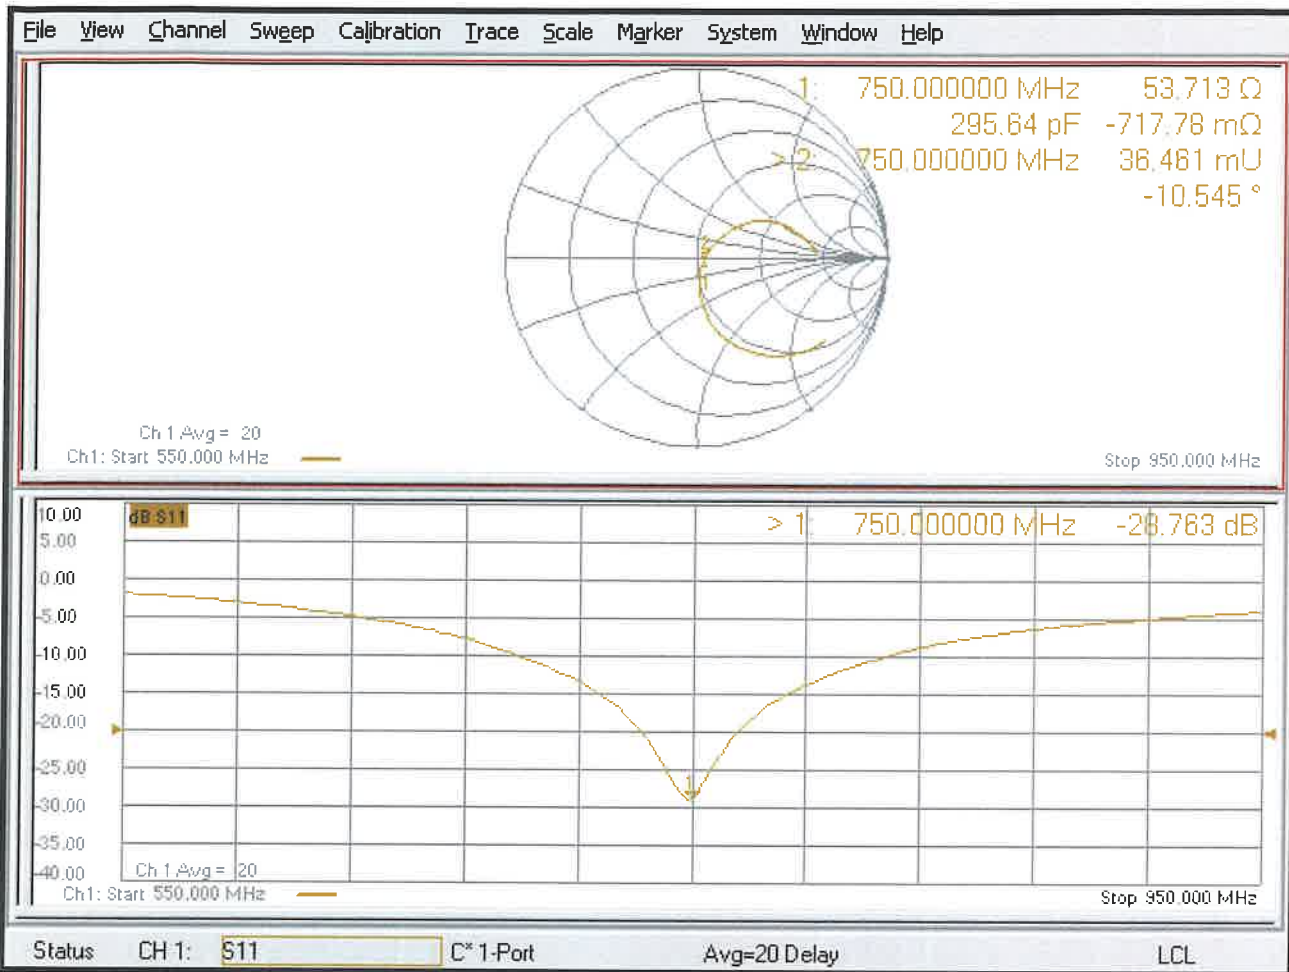 File View Channel Sweep Calibration Trace Scale Marker System Window Help
1: 750.000000 MHz 53.713 Ω
295.64 pF -717.78 mΩ
> 2: 750.000000 MHz 36.461 mU
-10.545 °
Ch 1 Avg = 20
Ch1: Start 550.000 MHz
Stop 950.000 MHz
10.00
dB S11
> 1: 750.000000 MHz -28.763 dB
5.00
0.00
-5.00
-10.00
-15.00
-20.00
-25.00
-30.00
1
-35.00
-40.00
Ch 1 Avg = 20
Ch1: Start 550.000 MHz
Stop 950.000 MHz
Status CH 1: S11 C* 1-Port Avg=20 Delay LCL